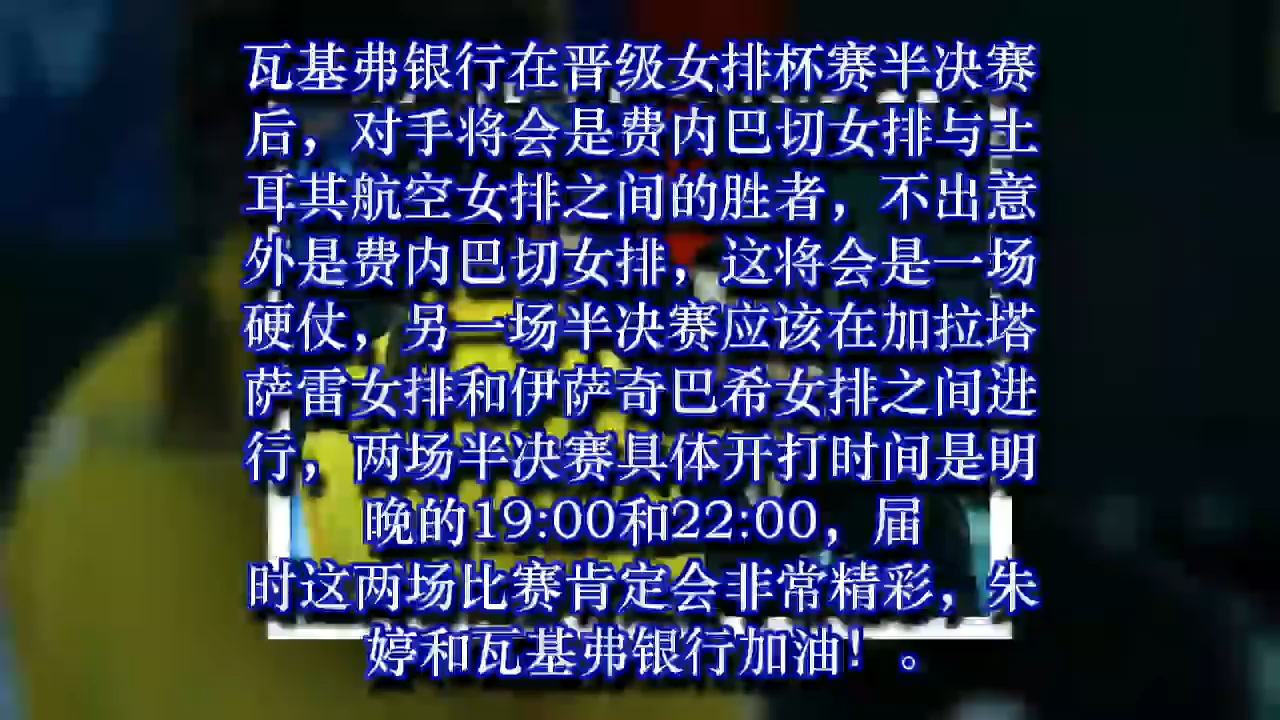 瓦基弗银行在晋级女排杯赛半决赛
后，对手将会是费内巴切女排与土
耳其航空女排之间的胜者，不出意
外是费内巴切女排，这将会是一场
硬仗，另一场半决赛应该在加拉塔
萨雷女排和伊萨奇巴希女排之间进
行，两场半决赛具体开打时间是明
晚的19:00和22:00，届
时这两场比赛肯定会非常精彩，朱
婷和瓦基弗银行加油！。